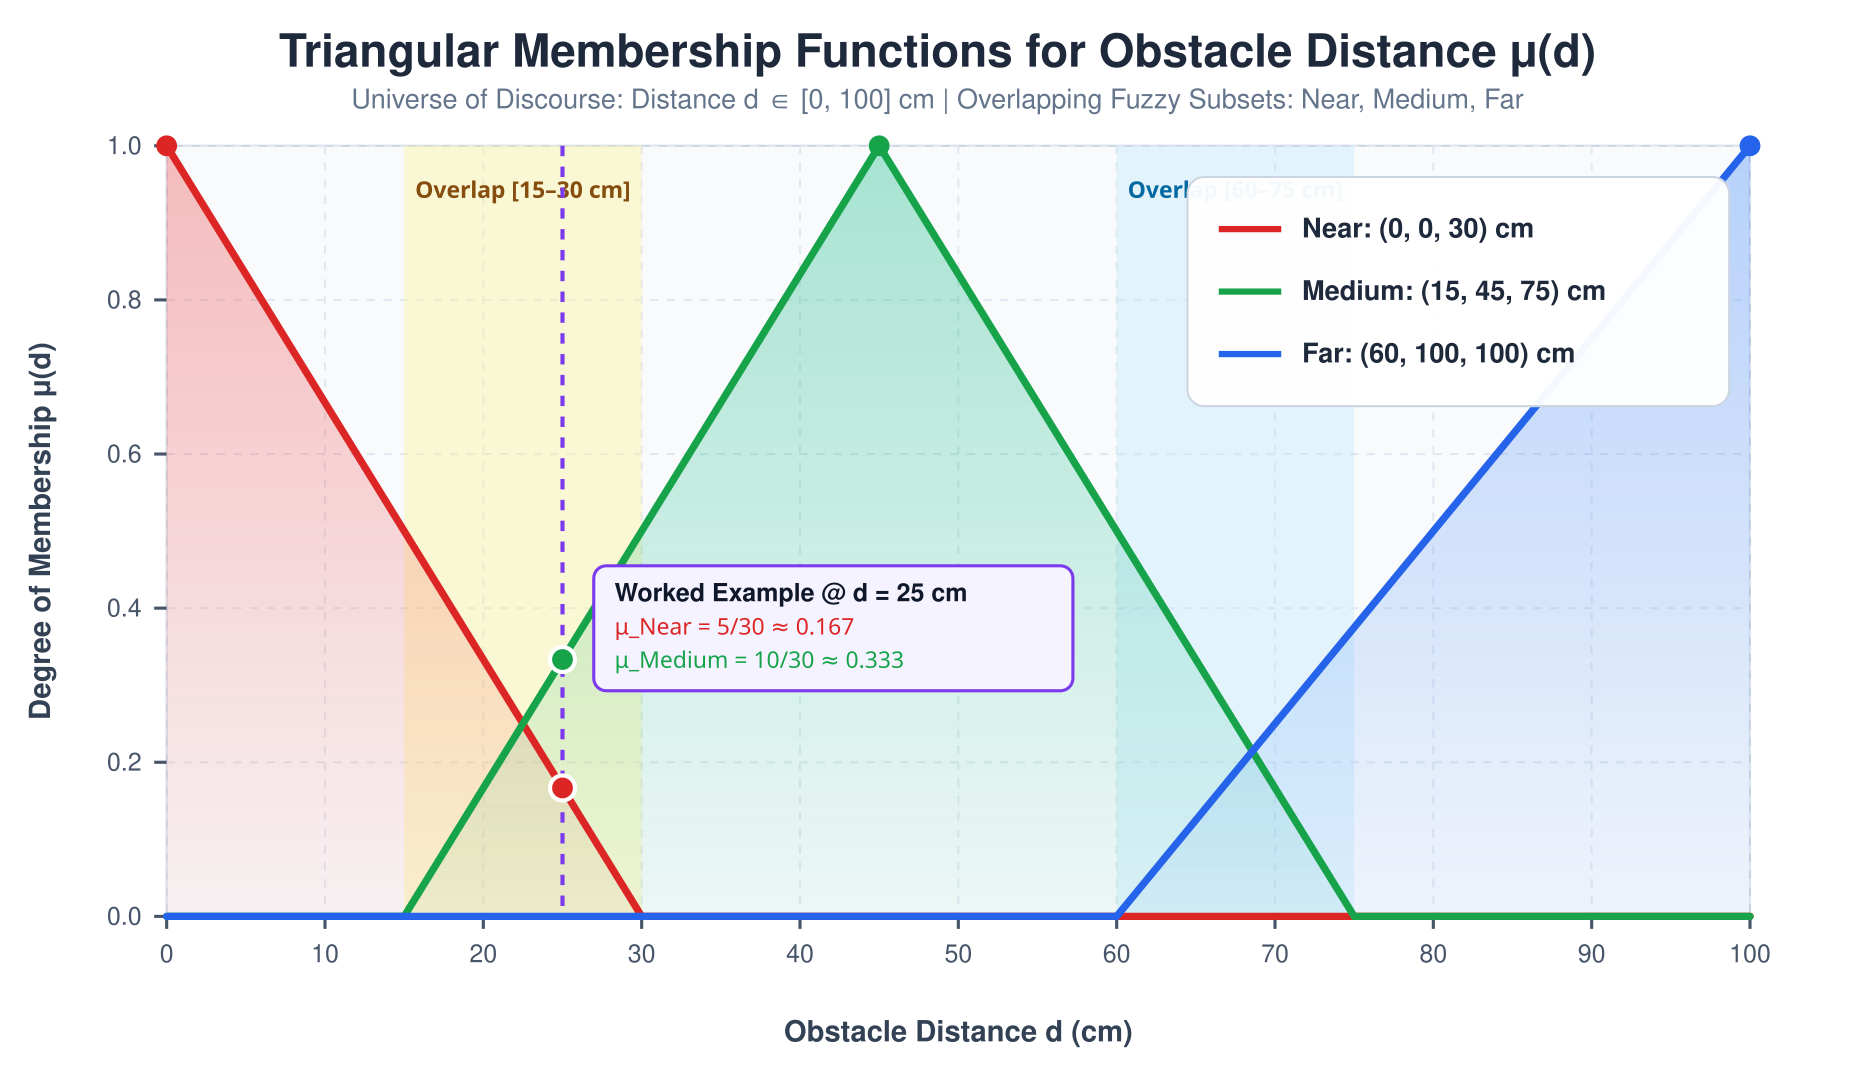 Triangular Membership Functions for Obstacle Distance μ(d)
Universe of Discourse: Distance d ∈ [0, 100] cm | Overlapping Fuzzy Subsets: Near, Medium, Far
Degree of Membership μ(d)
1.0
0.8
0.6
0.4
0.2
0.0
Overlap [15–30 cm]
Overlap [60–75 cm]
Near: (0, 0, 30) cm
Medium: (15, 45, 75) cm
Far: (60, 100, 100) cm
Worked Example @ d = 25 cm
μ_Near = 5/30 ≈ 0.167
μ_Medium = 10/30 ≈ 0.333
0 10 20 30 40 50 60 70 80 90 100
Obstacle Distance d (cm)